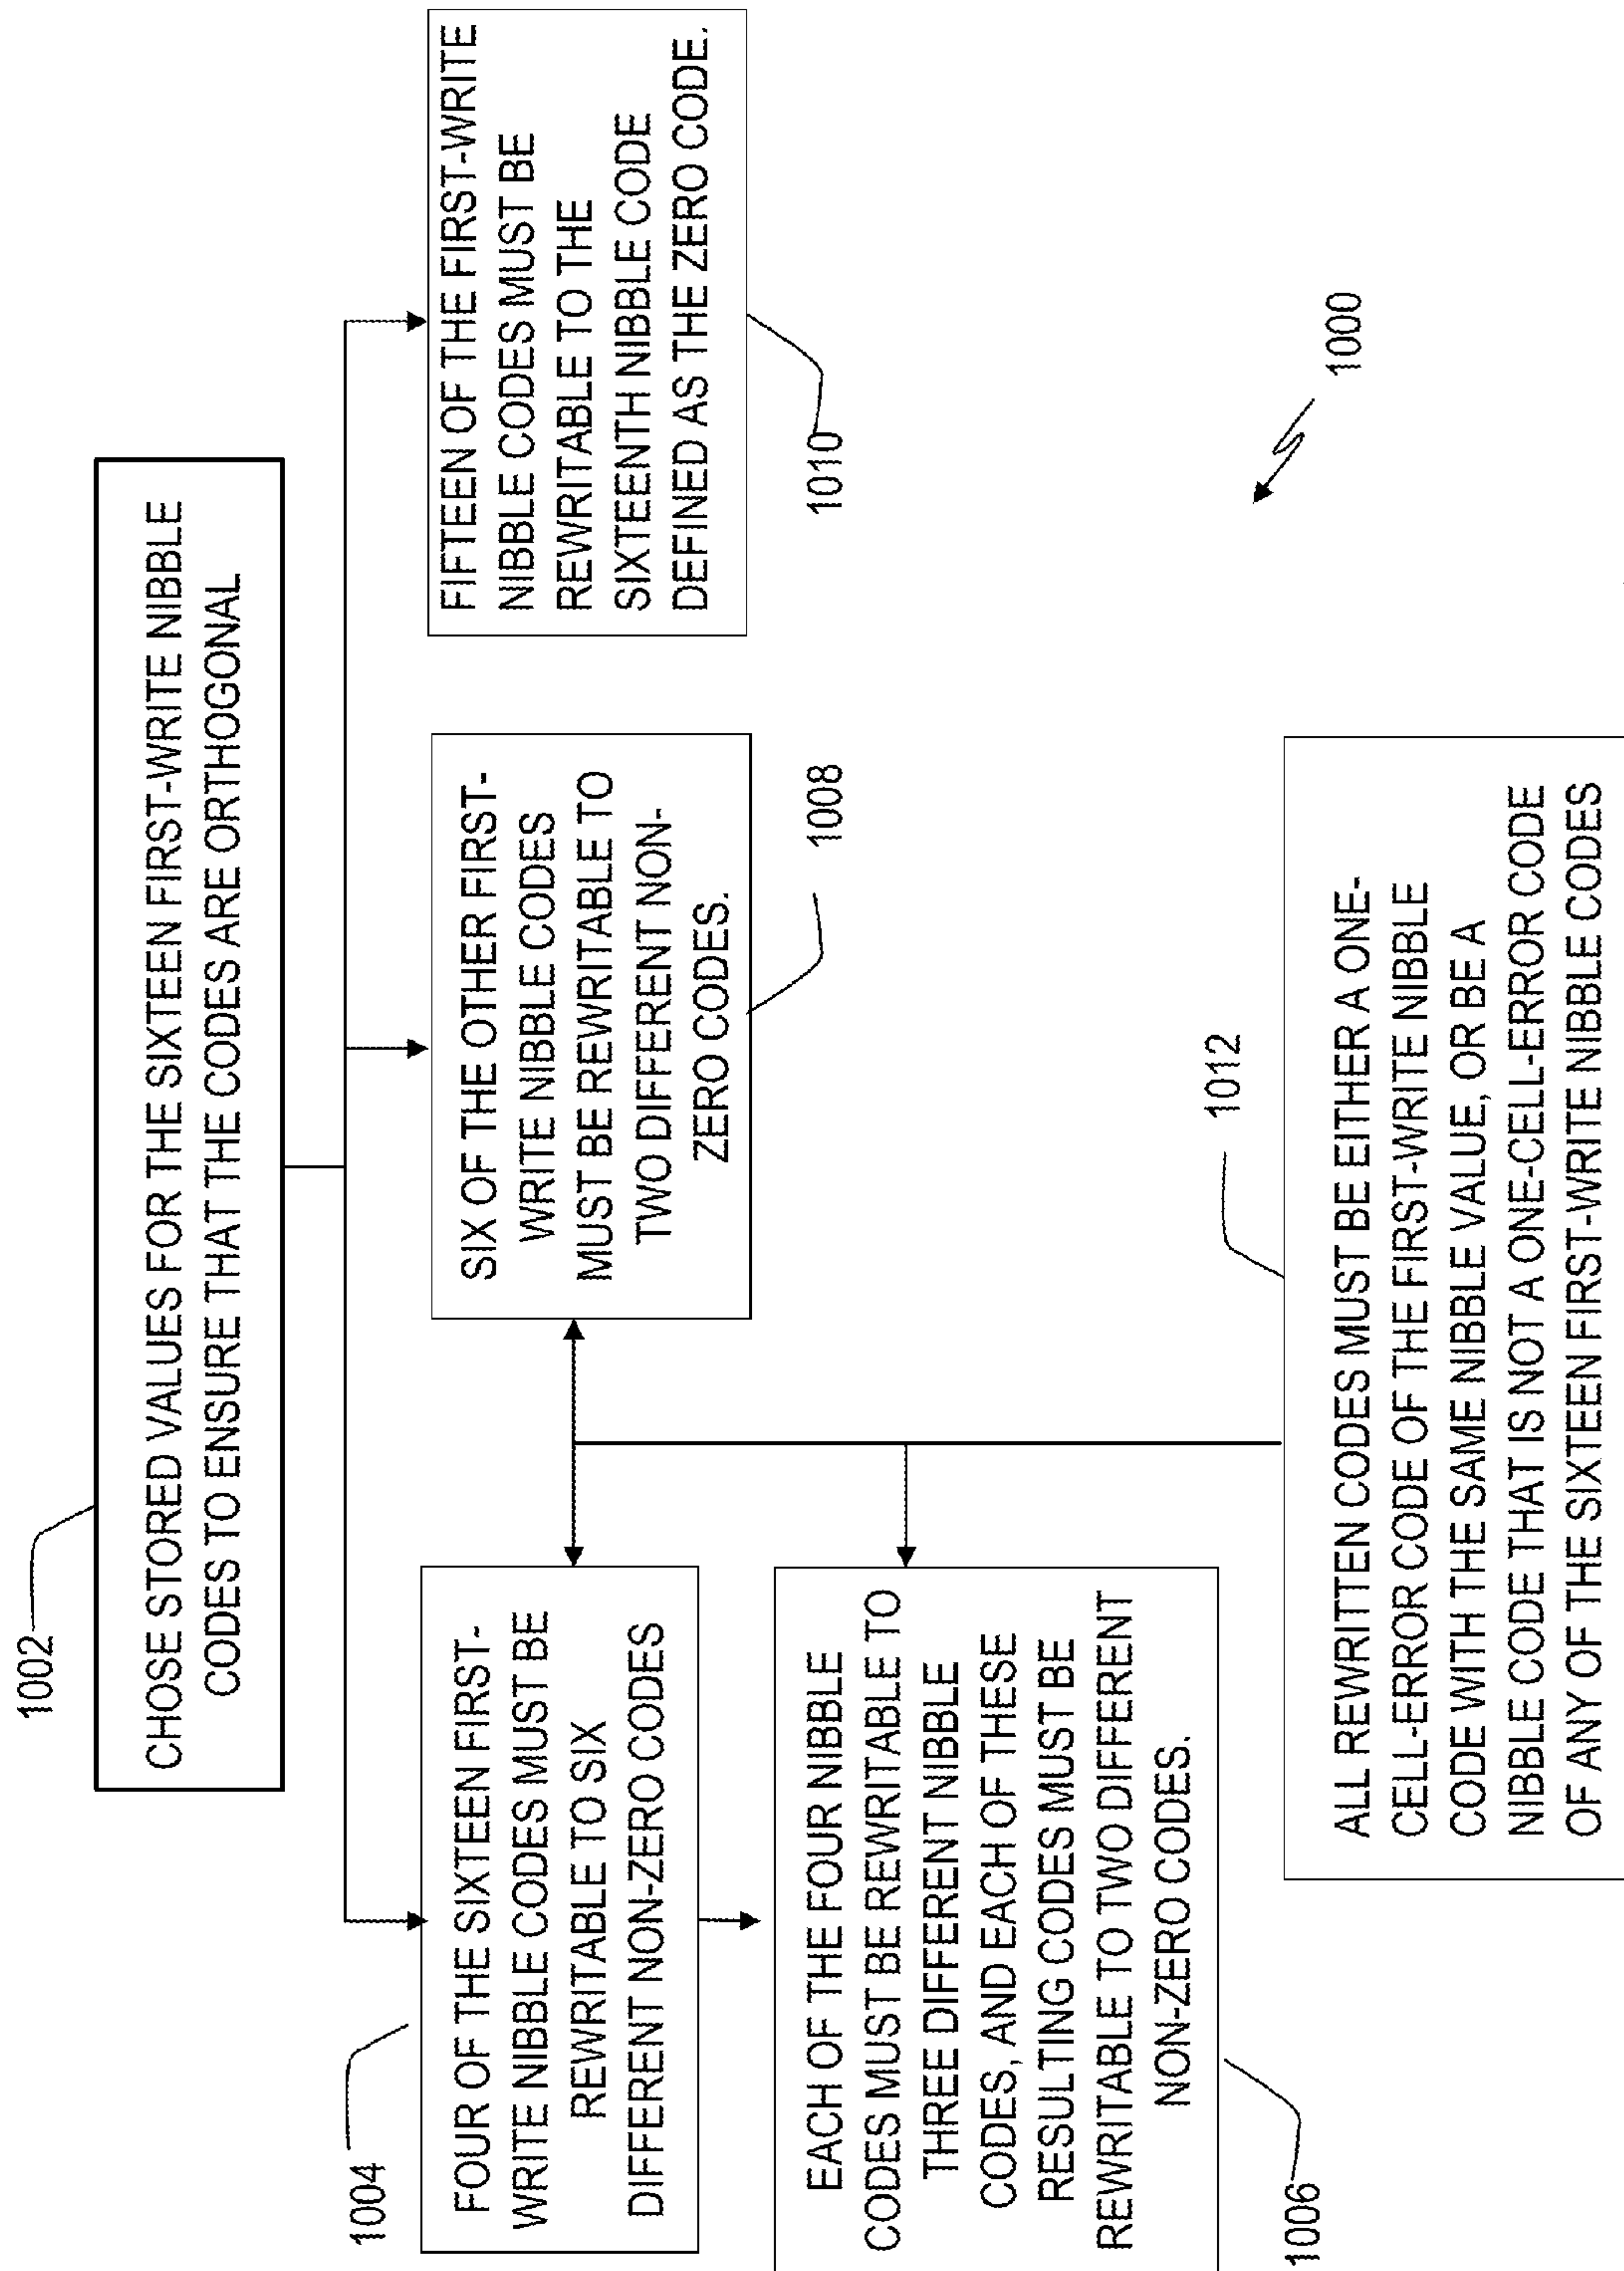 1002
CHOSE STORED VALUES FOR THE SIXTEEN FIRST-WRITE NIBBLE
CODES TO ENSURE THAT THE CODES ARE ORTHOGONAL
1004
FOUR OF THE SIXTEEN FIRST-
WRITE NIBBLE CODES MUST BE
REWRITABLE TO SIX
DIFFERENT NON-ZERO CODES
SIX OF THE OTHER FIRST-
WRITE NIBBLE CODES
MUST BE REWRITABLE TO
TWO DIFFERENT NON-
ZERO CODES.
1008
FIFTEEN OF THE FIRST-WRITE
NIBBLE CODES MUST BE
REWRITABLE TO THE
SIXTEENTH NIBBLE CODE
DEFINED AS THE ZERO CODE.
1010
EACH OF THE FOUR NIBBLE
CODES MUST BE REWRITABLE TO
THREE DIFFERENT NIBBLE
CODES, AND EACH OF THESE
RESULTING CODES MUST BE
REWRITABLE TO TWO DIFFERENT
NON-ZERO CODES.
1006
1012
ALL REWRITTEN CODES MUST BE EITHER A ONE-
CELL-ERROR CODE OF THE FIRST-WRITE NIBBLE
CODE WITH THE SAME NIBBLE VALUE, OR BE A
NIBBLE CODE THAT IS NOT A ONE-CELL-ERROR CODE
OF ANY OF THE SIXTEEN FIRST-WRITE NIBBLE CODES
1000